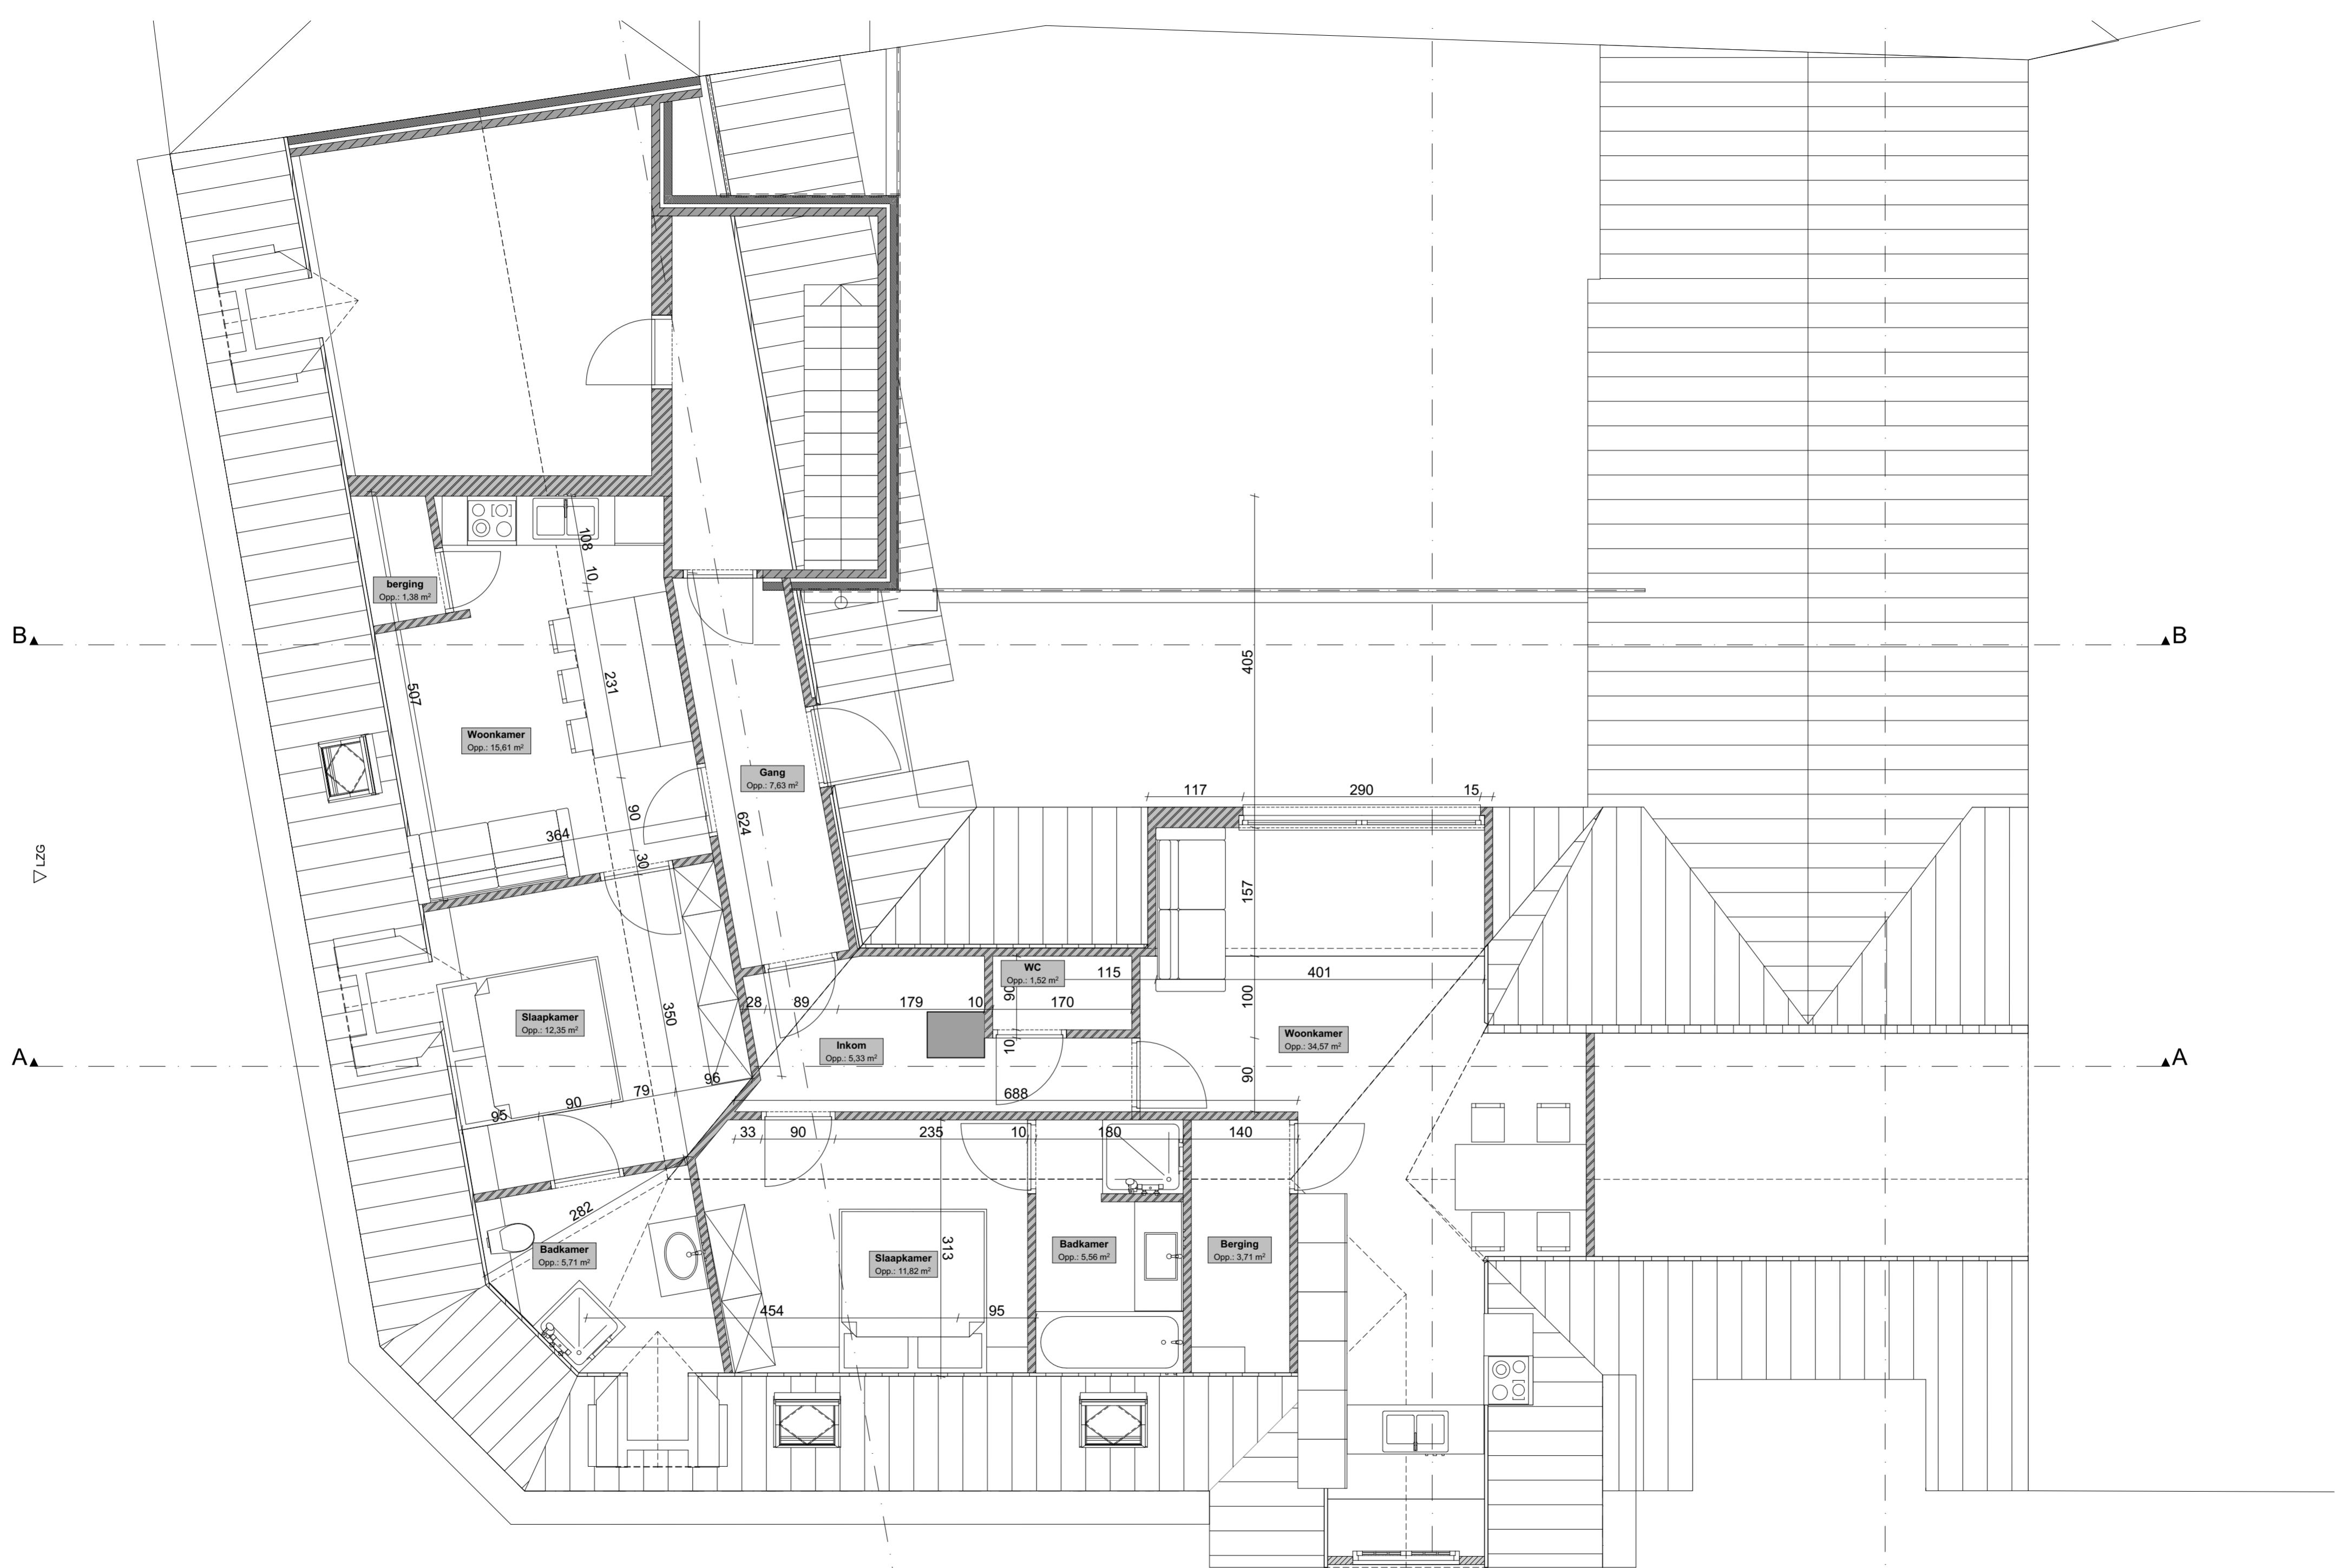 108
10
berging
Opp.: 1,38 m²
B
B
405
231
507
Woonkamer
Opp.: 15,61 m²
Gang
Opp.: 7,63 m²
117
290
15
90
624
364
LZG
30
157
WC
Opp.: 1,52 m²
115
401
90
28
89
179
10
170
100
350
Slaapkamer
Opp.: 12,35 m²
Woonkamer
Opp.: 34,57 m²
Inkom
Opp.: 5,33 m²
10
A
A
90
96
79
90
95
688
33
90
235
10
180
140
282
Badkamer
Opp.: 5,71 m²
Slaapkamer
Opp.: 11,82 m²
313
Badkamer
Opp.: 5,56 m²
Berging
Opp.: 3,71 m²
454
95